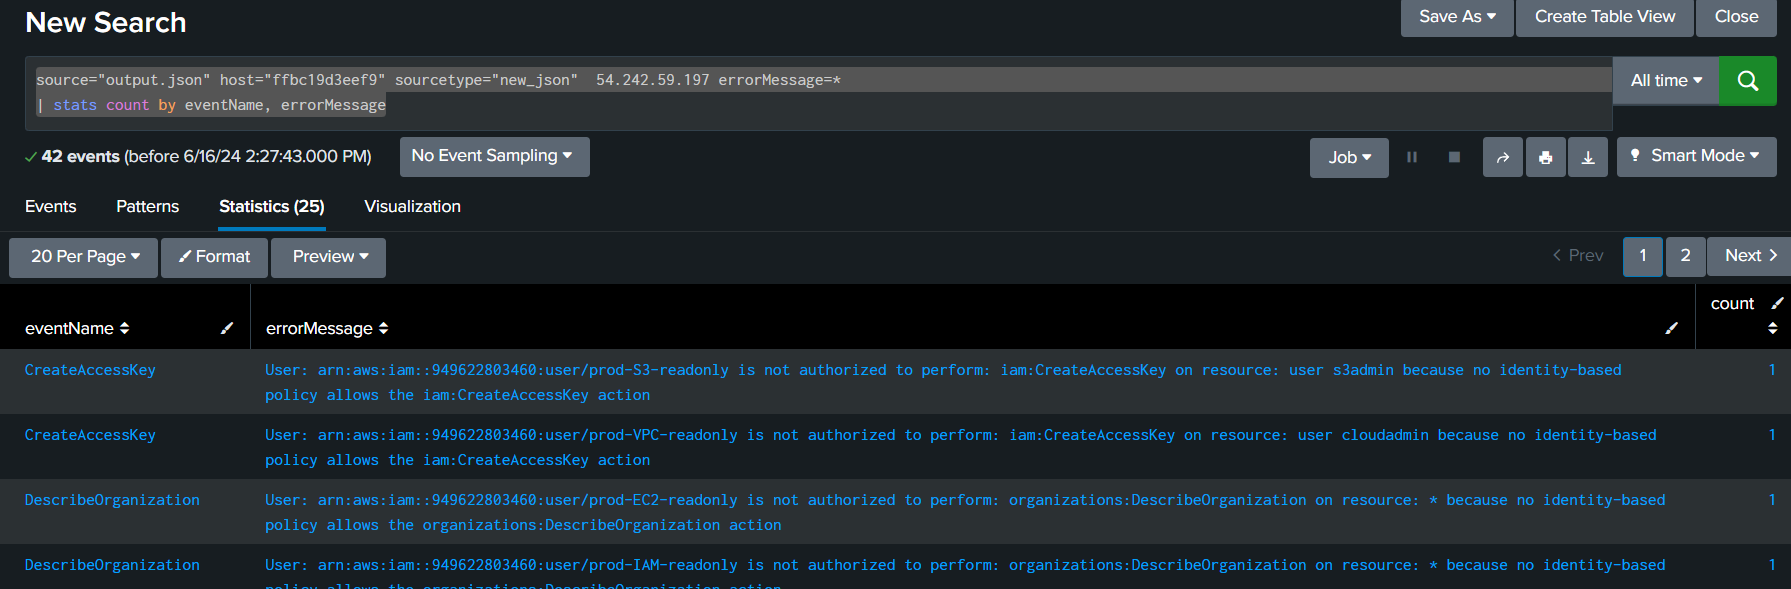 New Search
Save As
Create Table View
Close
source="output.json" host="ffbc19d3eef9" sourcetype="new_json"  54.242.59.197 errorMessage=*
| stats count by eventName, errorMessage
All time
42 events (before 6/16/24 2:27:43.000 PM)
No Event Sampling
Job
Smart Mode
Events
Patterns
Statistics (25)
Visualization
20 Per Page
Format
Preview
< Prev
1
2
Next >
eventName
errorMessage
count
CreateAccessKey
User: arn:aws:iam::949622803460:user/prod-S3-readonly is not authorized to perform: iam:CreateAccessKey on resource: user s3admin because no identity-based
policy allows the iam:CreateAccessKey action
1
CreateAccessKey
User: arn:aws:iam::949622803460:user/prod-VPC-readonly is not authorized to perform: iam:CreateAccessKey on resource: user cloudadmin because no identity-based
policy allows the iam:CreateAccessKey action
1
DescribeOrganization
User: arn:aws:iam::949622803460:user/prod-EC2-readonly is not authorized to perform: organizations:DescribeOrganization on resource: * because no identity-based
policy allows the organizations:DescribeOrganization action
1
DescribeOrganization
User: arn:aws:iam::949622803460:user/prod-IAM-readonly is not authorized to perform: organizations:DescribeOrganization on resource: * because no identity-based
policy allows the organizations:DescribeOrganization action
1